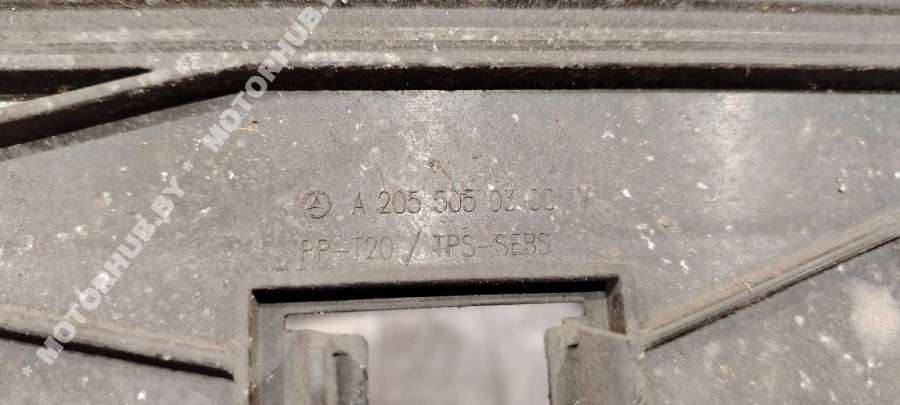 * MOTORHUB.BY * MOTORHUB.BY
A 205 505 03 00
PP-T20 / TPS-SEBS